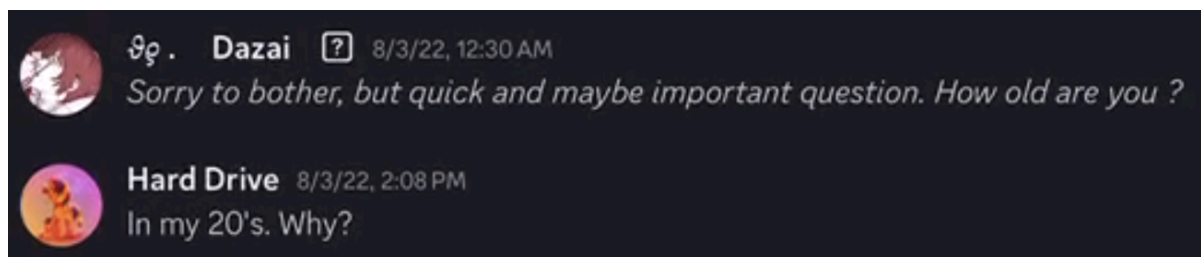 𝜗𝜚 . Dazai ? 8/3/22, 12:30 AM
Sorry to bother, but quick and maybe important question. How old are you ?
Hard Drive 8/3/22, 2:08 PM
In my 20's. Why?